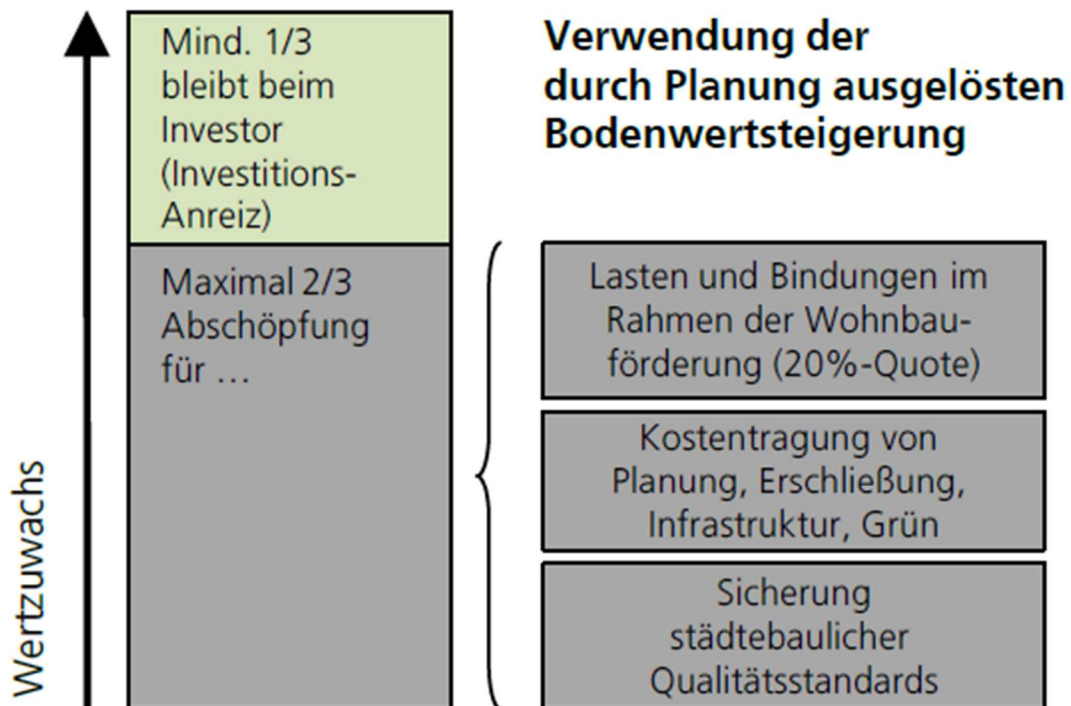 Verwendung der
durch Planung ausgelösten
Bodenwertsteigerung
Wertzuwachs
Mind. 1/3
bleibt beim
Investor
(Investitions-
Anreiz)
Maximal 2/3
Abschöpfung
für ...
Lasten und Bindungen im
Rahmen der Wohnbau-
förderung (20%-Quote)
Kostentragung von
Planung, Erschließung,
Infrastruktur, Grün
Sicherung
städtebaulicher
Qualitätsstandards